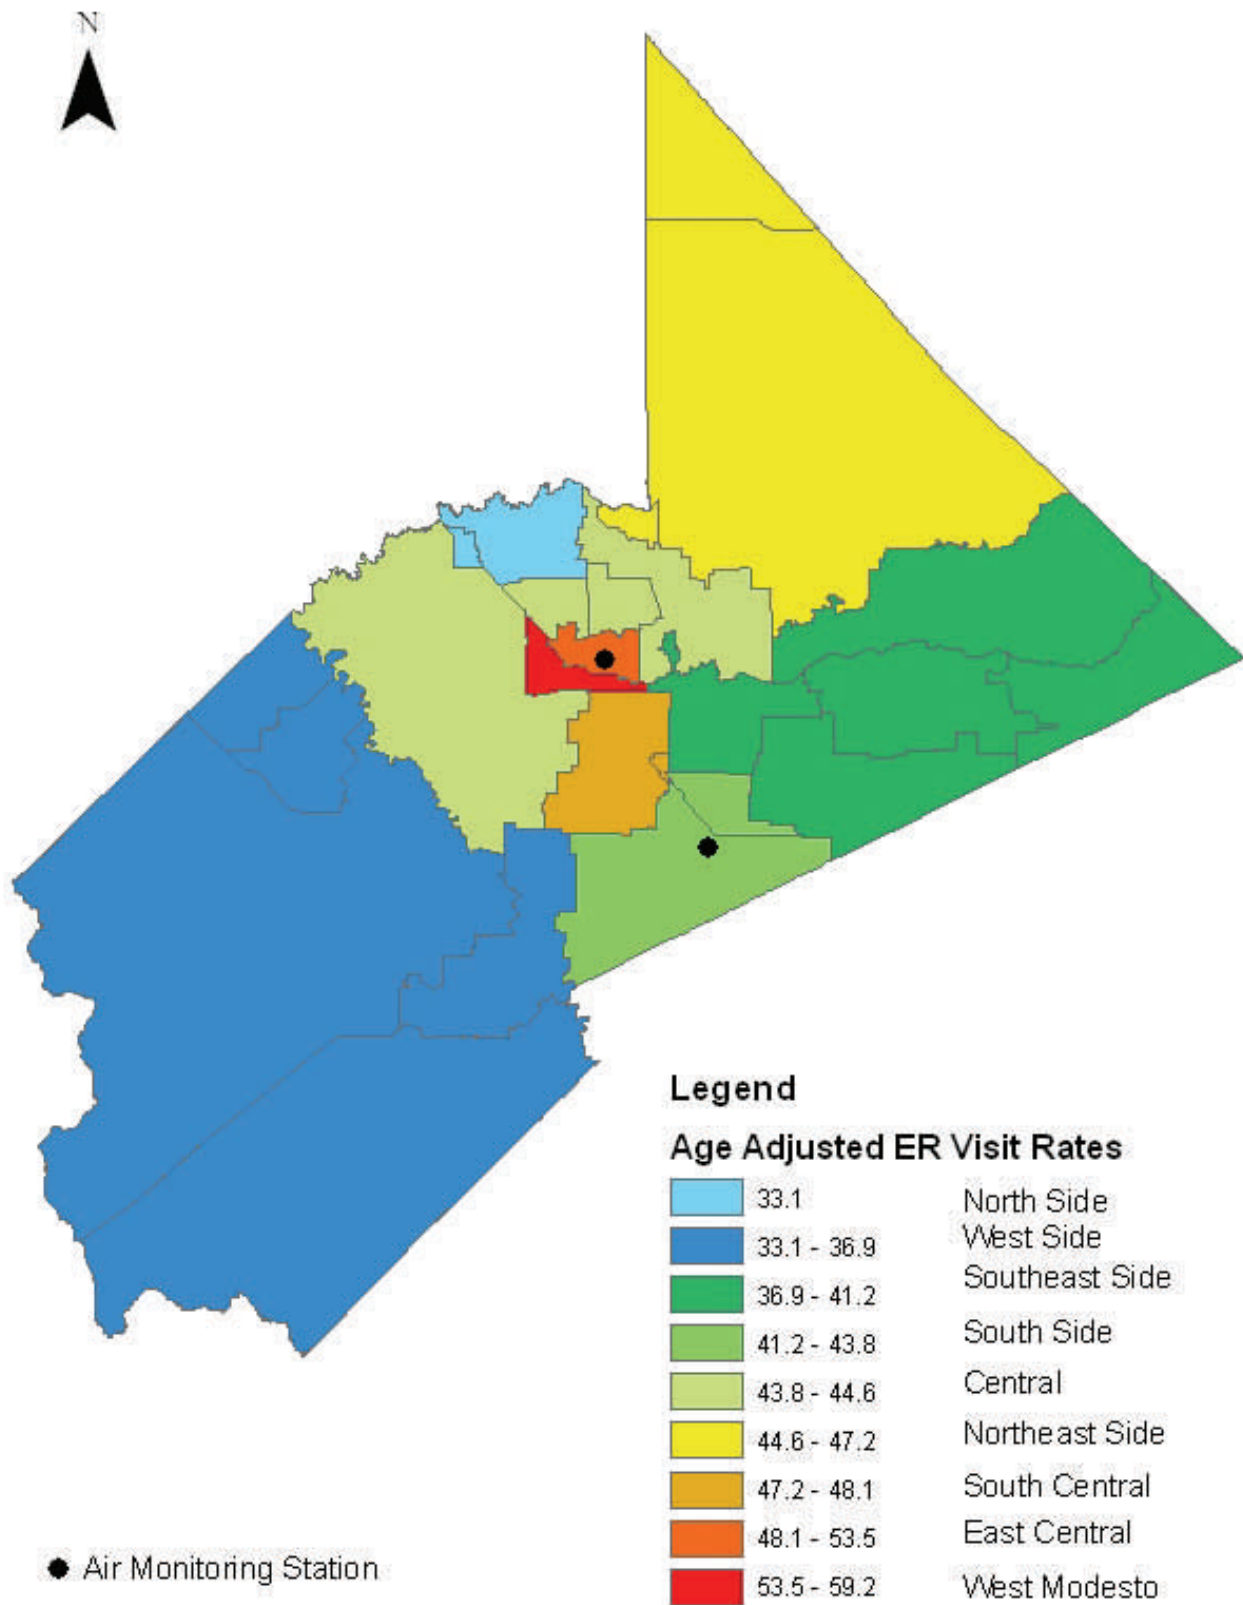 N
Legend
Age Adjusted ER Visit Rates
33.1 North Side
33.1 - 36.9 West Side
36.9 - 41.2 Southeast Side
41.2 - 43.8 South Side
43.8 - 44.6 Central
44.6 - 47.2 Northeast Side
47.2 - 48.1 South Central
48.1 - 53.5 East Central
53.5 - 59.2 West Modesto
Air Monitoring Station